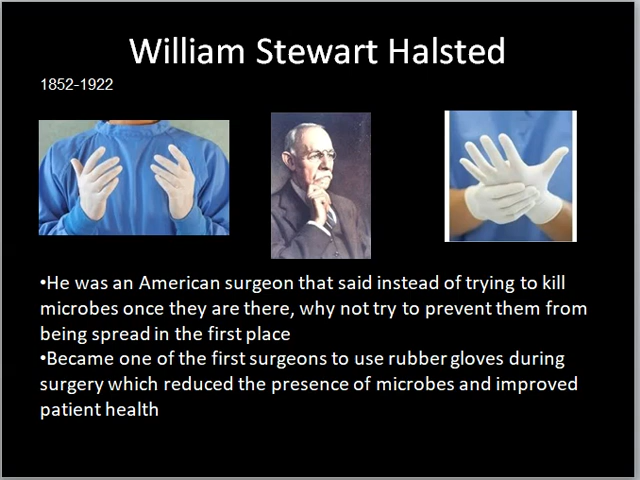 William Stewart Halsted
1852-1922
•He was an American surgeon that said instead of trying to kill
microbes once they are there, why not try to prevent them from
being spread in the first place
•Became one of the first surgeons to use rubber gloves during
surgery which reduced the presence of microbes and improved
patient health